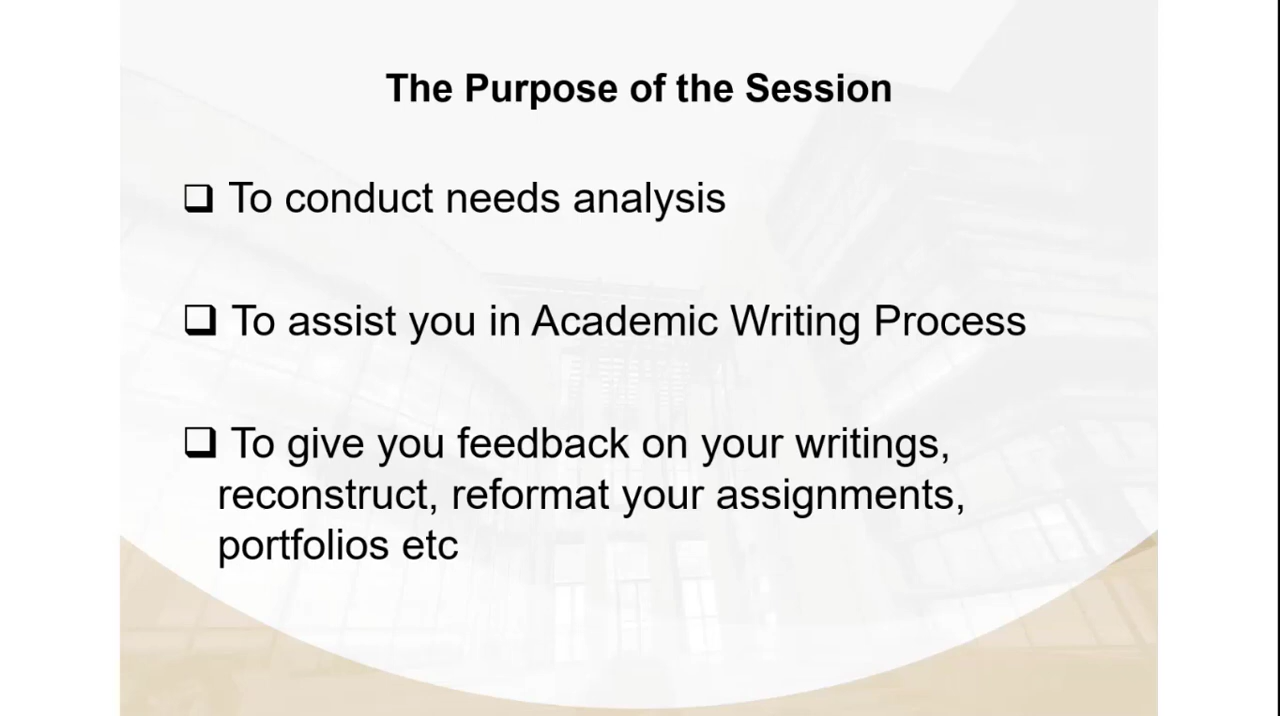 The Purpose of the Session
❑ To conduct needs analysis
❑ To assist you in Academic Writing Process
❑ To give you feedback on your writings,
reconstruct, reformat your assignments,
portfolios etc